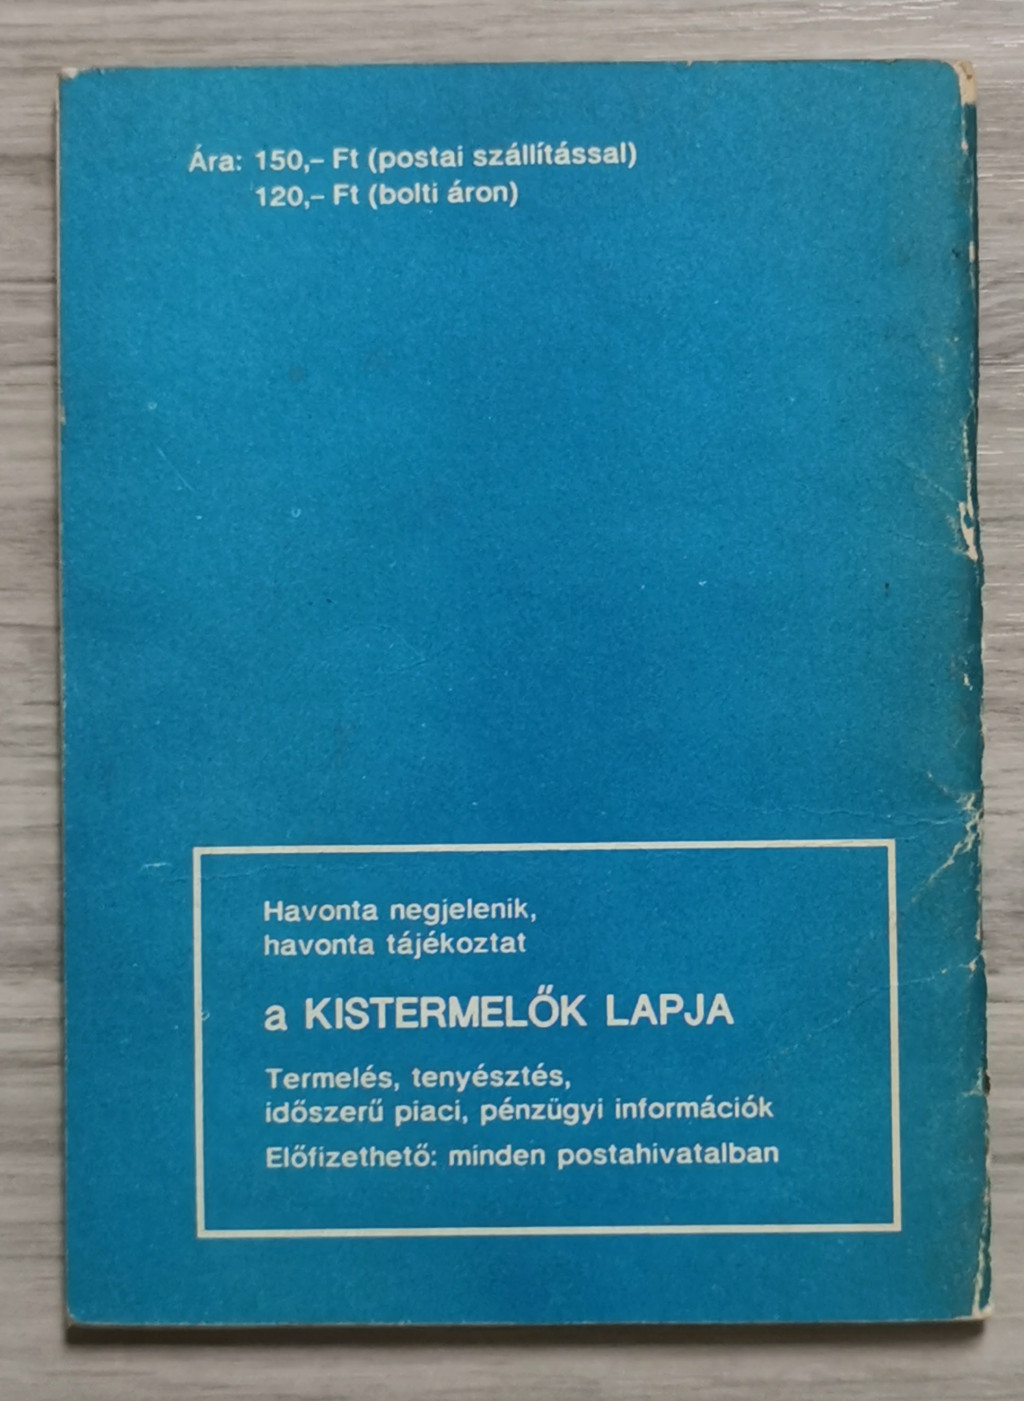 Ára: 150,– Ft (postai szállítással)
120,– Ft (bolti áron)
Havonta negjelenik,
havonta tájékoztat
a KISTERMELŐK LAPJA
Termelés, tenyésztés,
időszerű piaci, pénzügyi információk
Előfizethető: minden postahivatalban